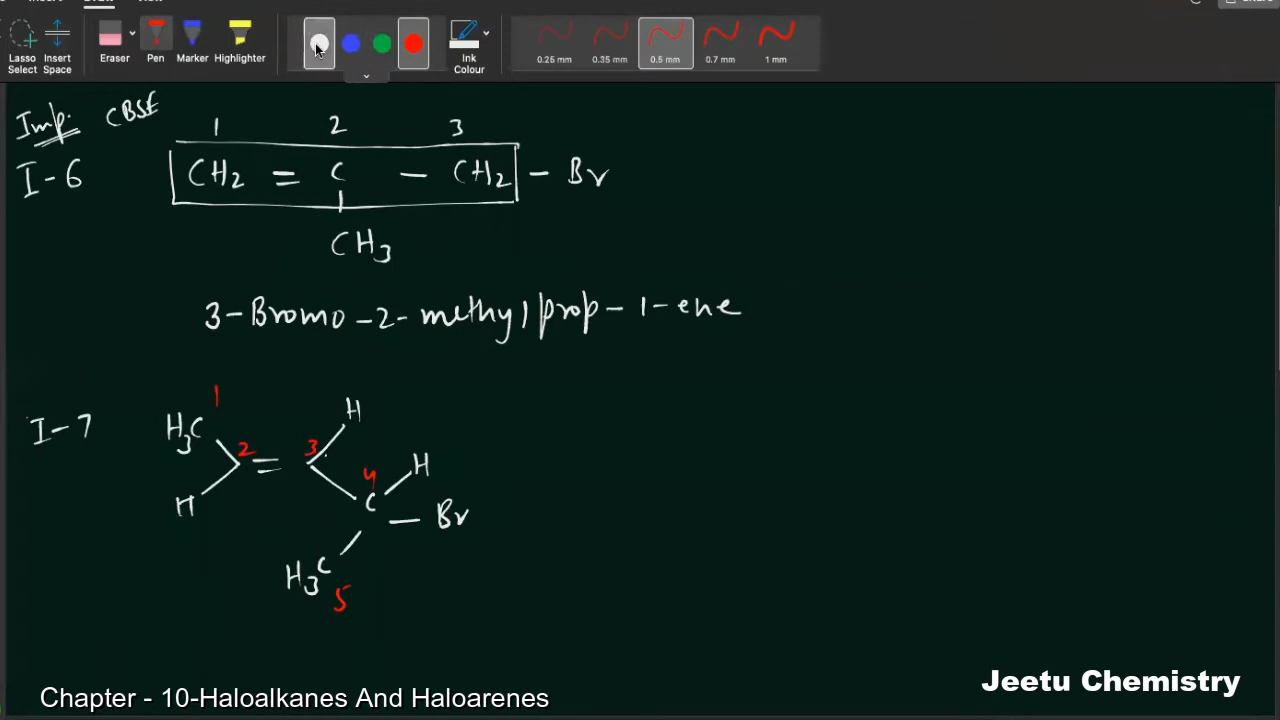 Draw
Share
Lasso Select
Insert Space
Eraser
Pen
Marker
Highlighter
Ink Colour
0.25 mm
0.35 mm
0.5 mm
0.7 mm
1 mm
Imp. CBSE
1 2 3
I-6 CH2 = C - CH2 - Br
CH3
3-Bromo-2-methylprop-1-ene
1
H
I-7 H3C
2 3
4 H
H C Br
H3C
5
Jeetu Chemistry
Chapter - 10-Haloalkanes And Haloarenes